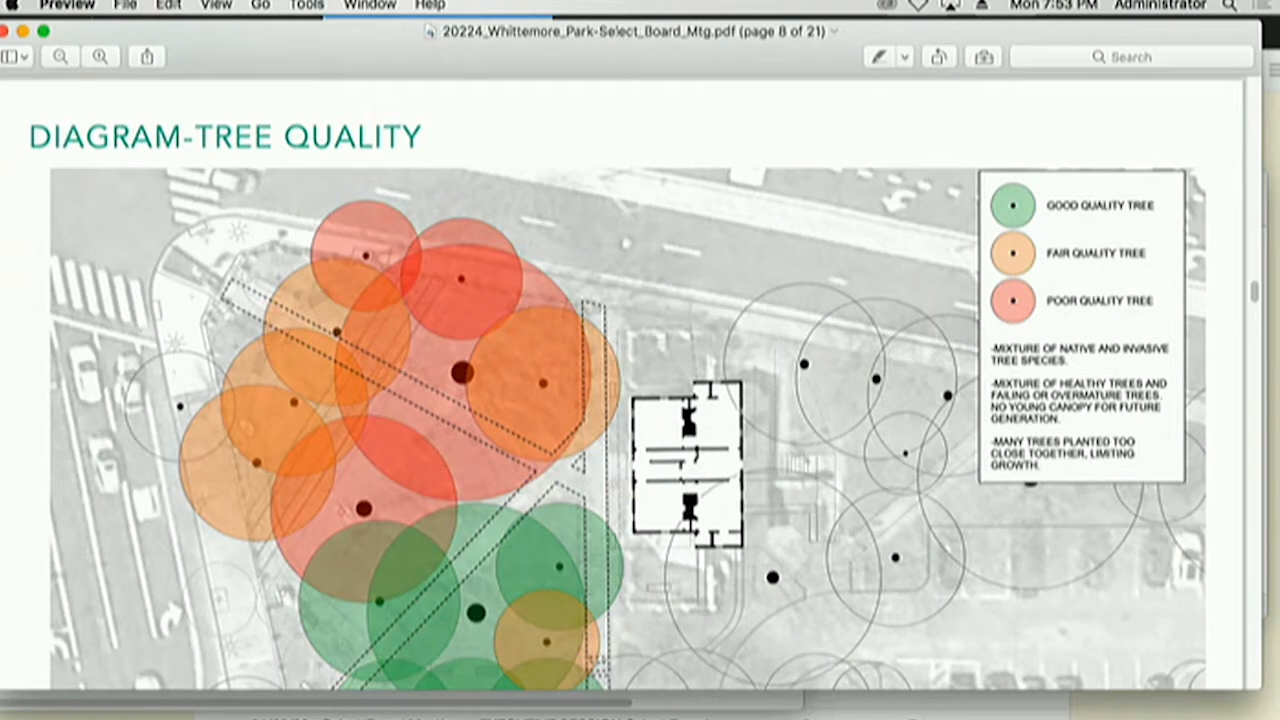 Preview File Edit View Go Tools Window Help Mon 7:53 PM Administrator
20224_Whittemore_Park-Select_Board_Mtg.pdf (page 8 of 21)
Search
DIAGRAM-TREE QUALITY
GOOD QUALITY TREE
FAIR QUALITY TREE
POOR QUALITY TREE
-MIXTURE OF NATIVE AND INVASIVE
TREE SPECIES.
-MIXTURE OF HEALTHY TREES AND
FAILING OR OVERMATURE TREES.
NO YOUNG CANOPY FOR FUTURE
GENERATION.
-MANY TREES PLANTED TOO
CLOSE TOGETHER, LIMITING
GROWTH.